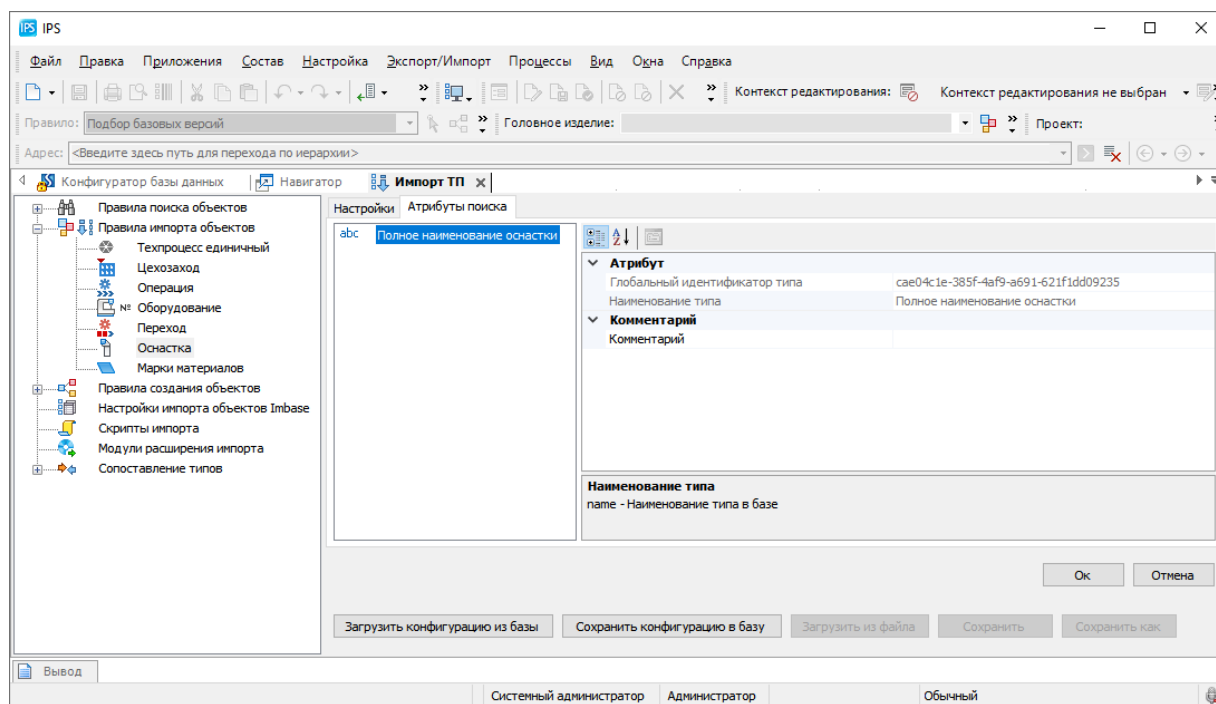 IPS IPS
Файл Правка Приложения Состав Настройка Экспорт/Импорт Процессы Вид Окна Справка
Контекст редактирования: Контекст редактирования не выбран
Правило: Подбор базовых версий Головное изделие: Проект:
Адрес: <Введите здесь путь для перехода по иерархии>
Конфигуратор базы данных Навигатор Импорт ТП
Правила поиска объектов
Правила импорта объектов
Техпроцесс единичный
Цехозаход
Операция
№ Оборудование
Переход
Оснастка
Марки материалов
Правила создания объектов
Настройки импорта объектов Imbase
Скрипты импорта
Модули расширения импорта
Сопоставление типов
Настройки Атрибуты поиска
abc Полное наименование оснастки
Атрибут
Глобальный идентификатор типа cae04c1e-385f-4af9-a691-621f1dd09235
Наименование типа Полное наименование оснастки
Комментарий
Комментарий
Наименование типа
name - Наименование типа в базе
Ок Отмена
Загрузить конфигурацию из базы Сохранить конфигурацию в базу Загрузить из файла Сохранить Сохранить как
Вывод
Системный администратор Администратор Обычный